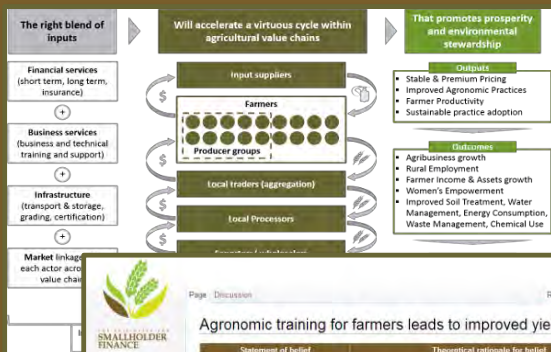 The right blend of
inputs
Will accelerate a virtuous cycle within
agricultural value chains
That promotes prosperity
and environmental
stewardship
Financial services
(short term, long term,
insurance)
+
Business services
(business and technical
training and support)
+
Infrastructure
(transport & storage,
grading, certification)
+
Market
each actor
value
Input suppliers
$
Farmers
Producer groups
$
Local traders (aggregation)
$
Local Processors
$
Outputs
▪ Stable & Premium Pricing
▪ Improved Agronomic Practices
▪ Farmer Productivity
▪ Sustainable practice adoption
Outcomes
▪ Agribusiness growth
▪ Rural Employment
▪ Farmer Income & Assets growth
▪ Women's Empowerment
▪ Improved Soil Treatment, Water
Management, Energy Consumption,
Waste Management, Chemical Use
SMALLHOLDER
FINANCE
Page Discussion
R
Agronomic training for farmers leads to improved yie
Statement of belief
Theoretical rationale for belief